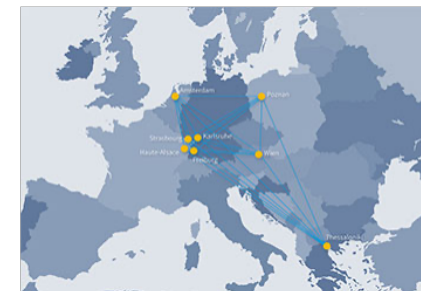 Amsterdam
Poznan
Strasbourg
Karlsruhe
Haute-Alsace
Freiburg
Wien
Thessaloniki